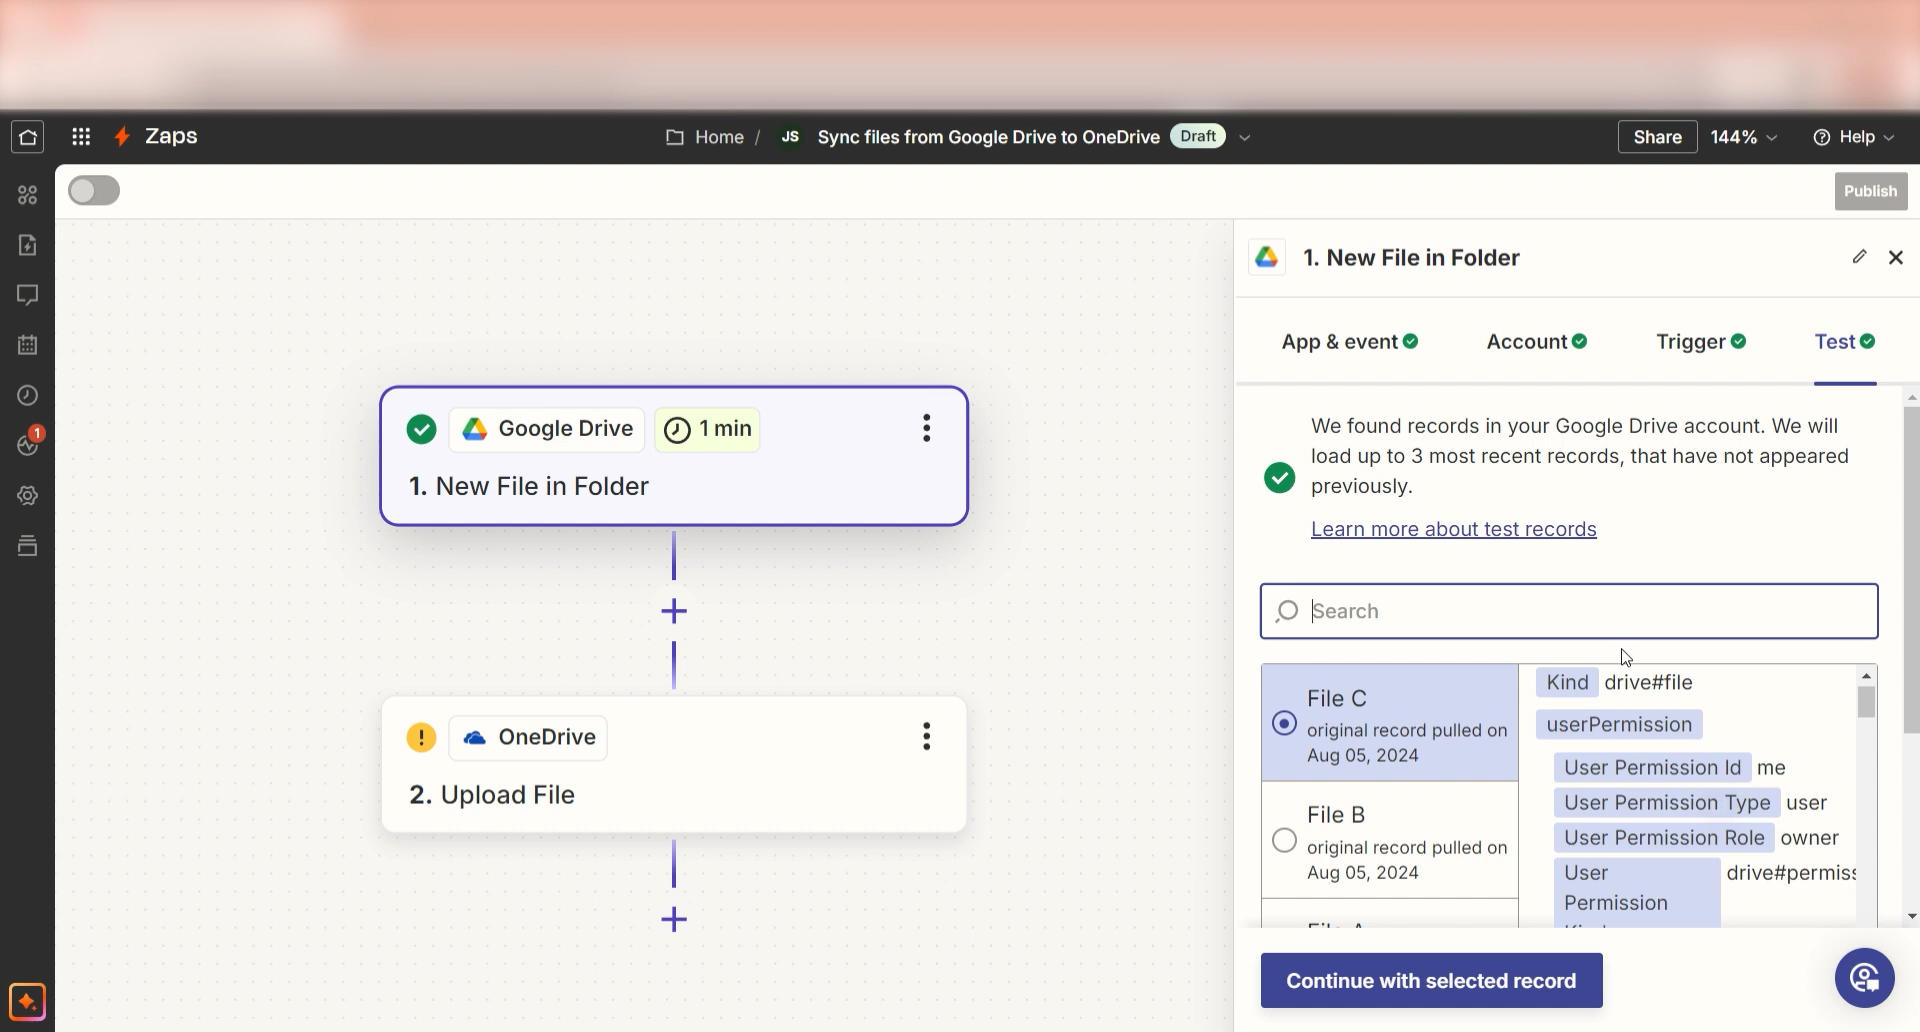 Zaps
Home / JS Sync files from Google Drive to OneDrive Draft
Share 144% Help
Publish
1
1. New File in Folder
App & event Account Trigger Test
We found records in your Google Drive account. We will
load up to 3 most recent records, that have not appeared
previously.
Learn more about test records
Search
File C
original record pulled on
Aug 05, 2024
File B
original record pulled on
Aug 05, 2024
File A
Kind drive#file
userPermission
User Permission Id me
User Permission Type user
User Permission Role owner
User drive#permiss
Permission
Kind
Continue with selected record
Google Drive 1 min
1. New File in Folder
! OneDrive
2. Upload File